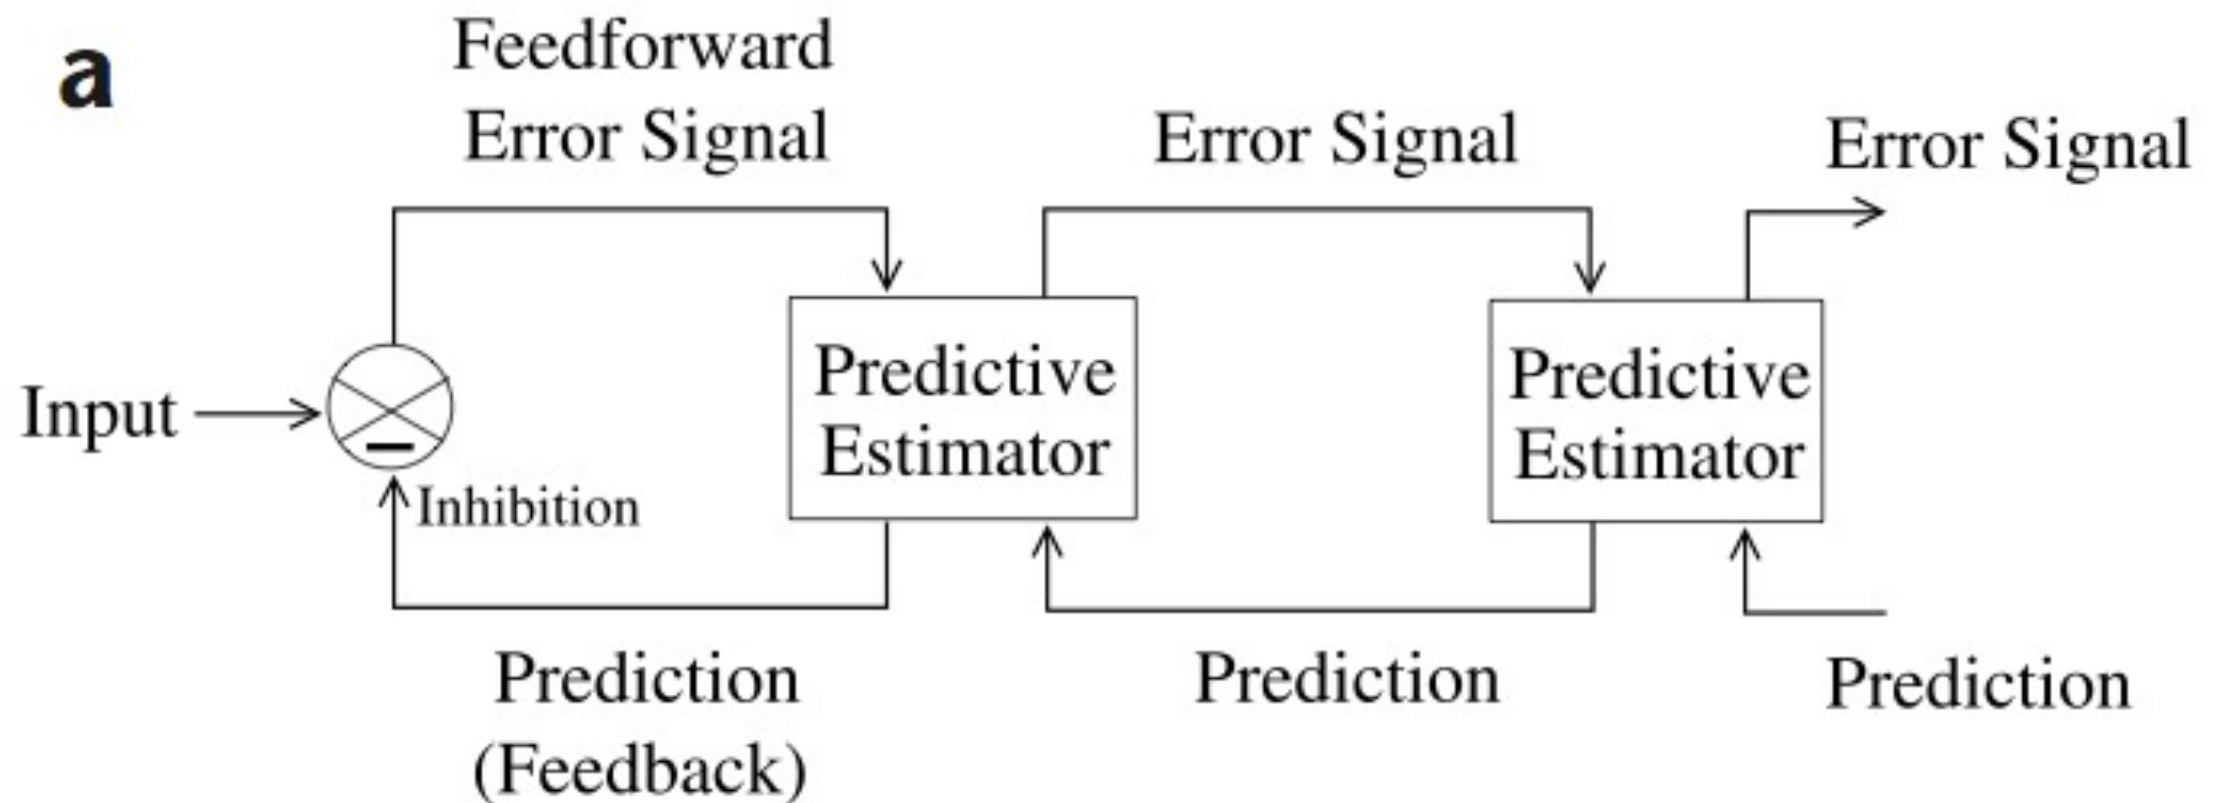 a
Feedforward
Error Signal
Error Signal
Error Signal
Input
Inhibition
Predictive
Estimator
Predictive
Estimator
Prediction
(Feedback)
Prediction
Prediction